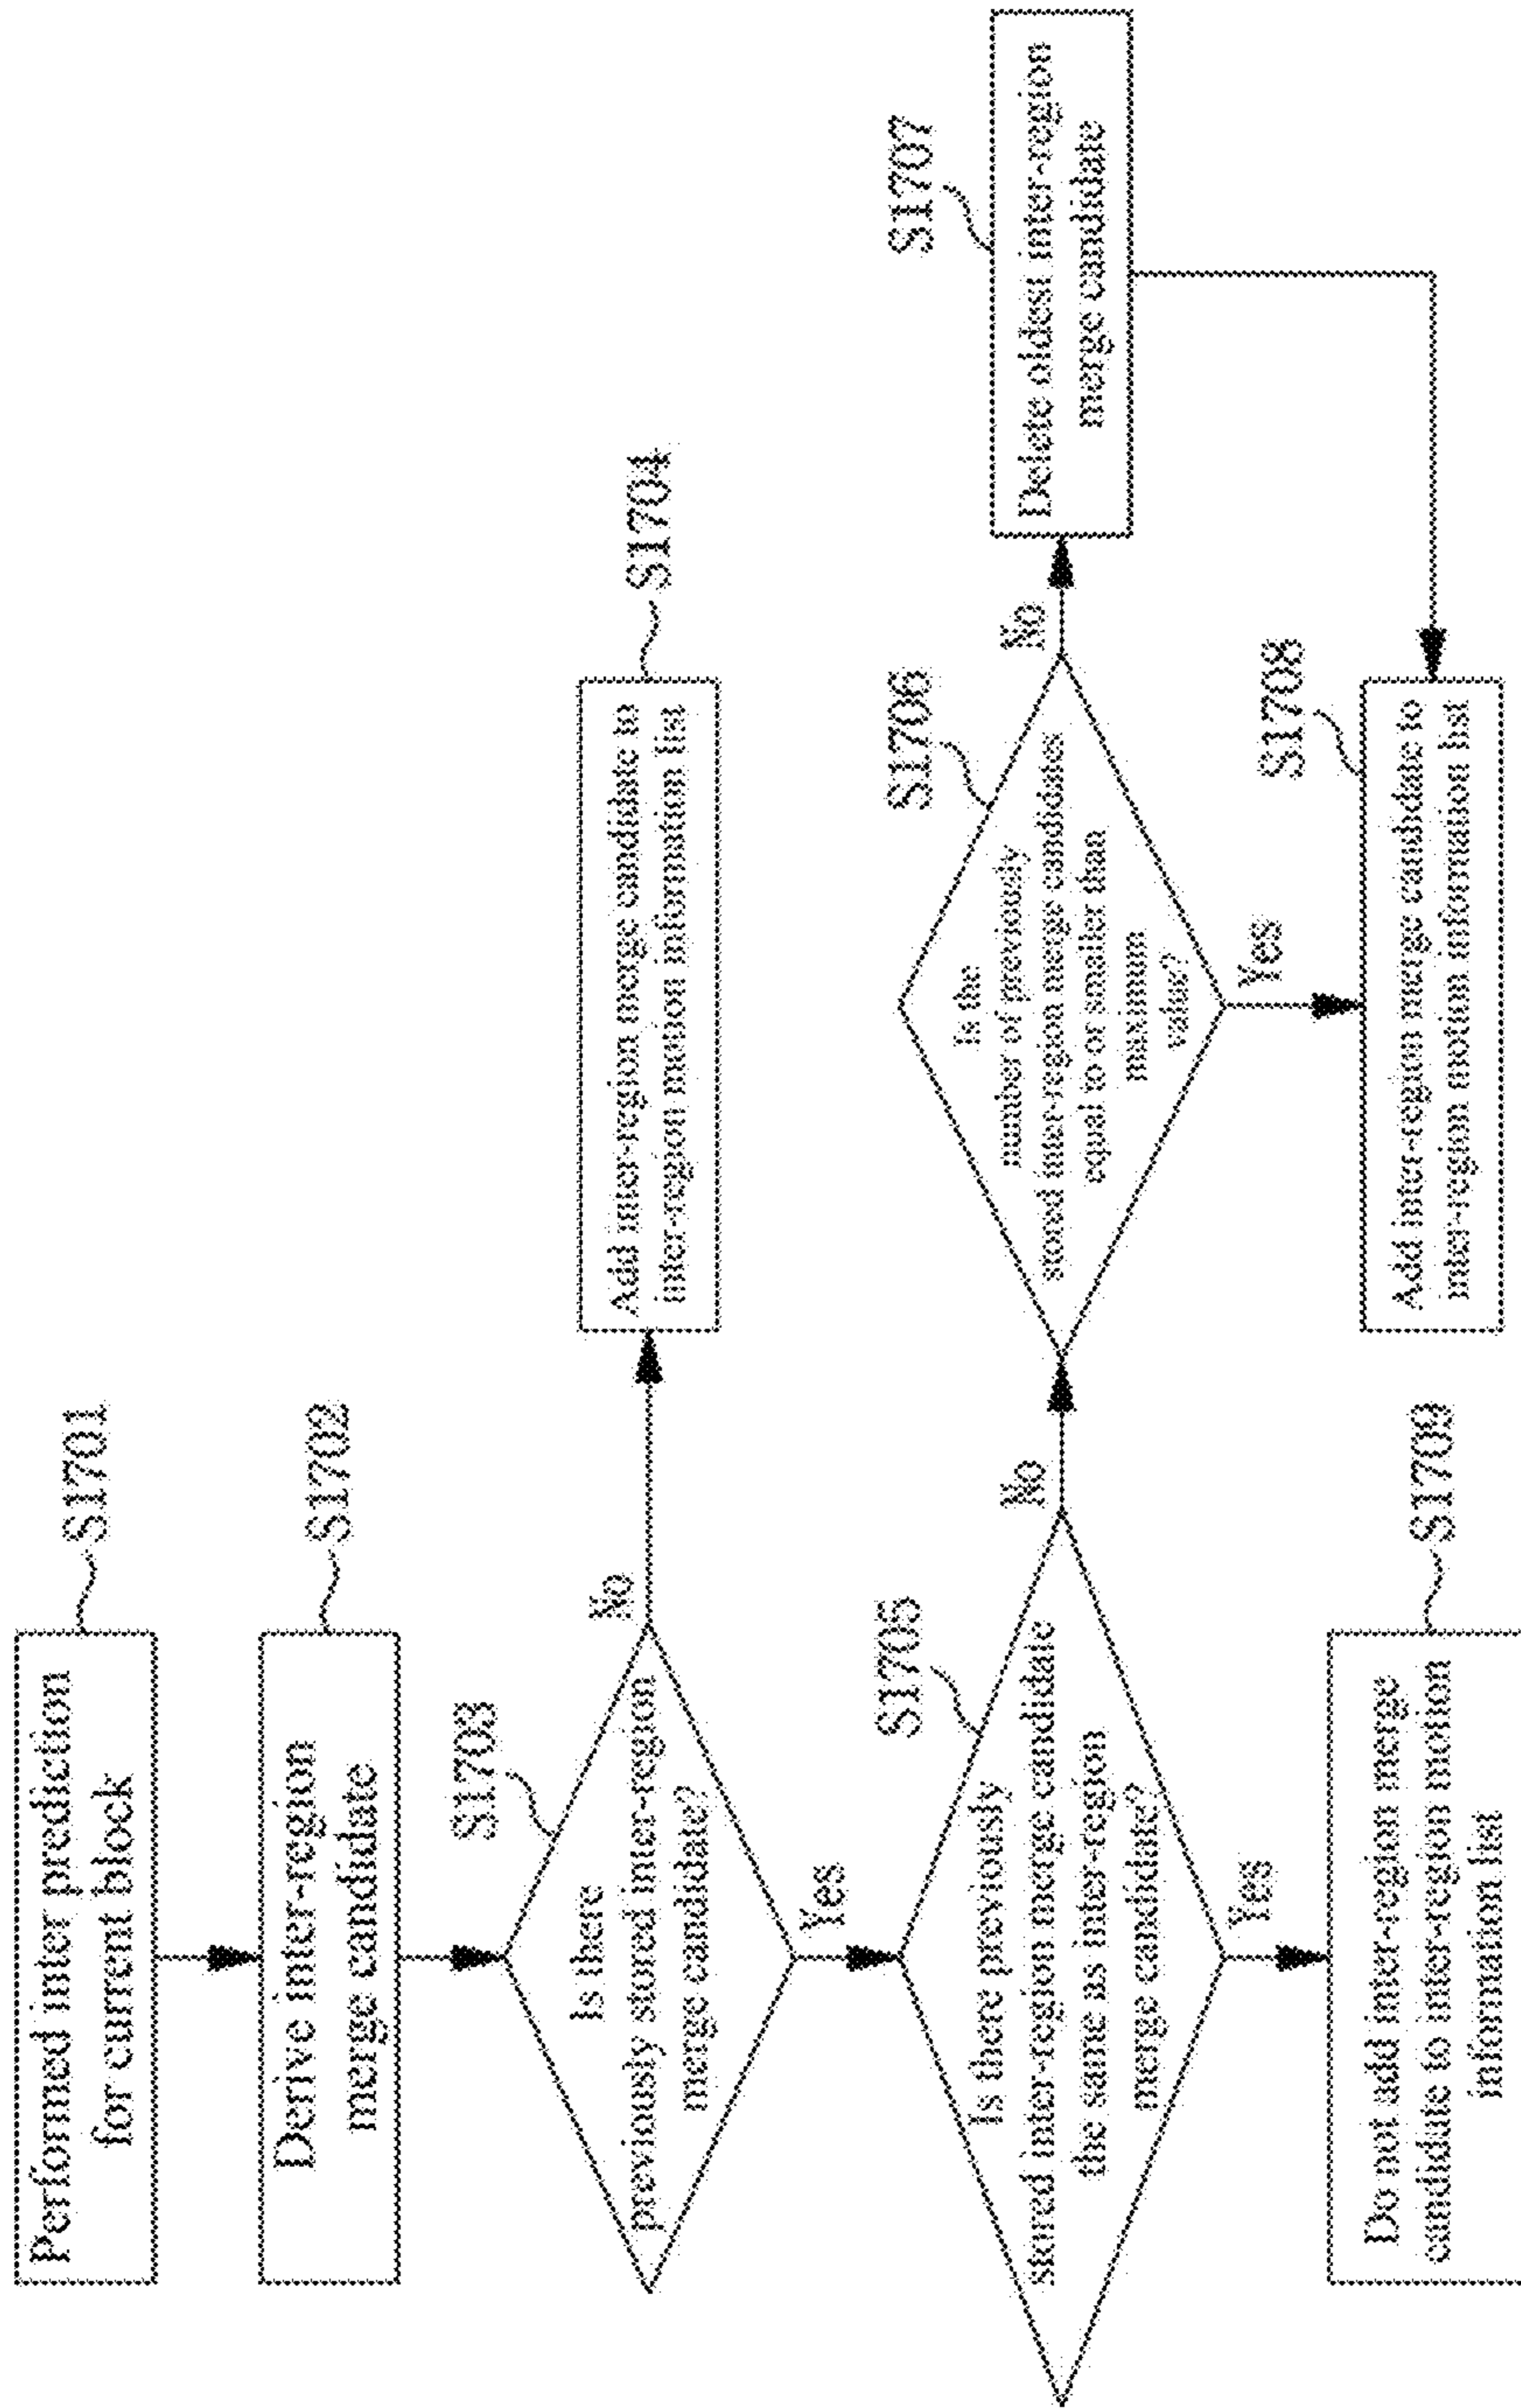 Performed inter prediction
for current block
S1701
Derive inter-region
merge candidate
S1702
Is there
previously stored inter-region
merge candidate?
S1703
No
Add inter-region merge candidate to
inter-region motion information list
S1704
Yes
Is there previously
stored inter-region merge candidate
the same as inter-region
merge candidate?
S1705
No
Is the
number of previously
stored inter-region merge candidates
equal to or smaller than
maximum
value?
S1706
No
Delete oldest inter-region
merge candidate
S1707
Yes
Yes
Do not add inter-region merge
candidate to inter-region motion
information list
S1709
Add inter-region merge candidate to
inter-region motion information list
S1708